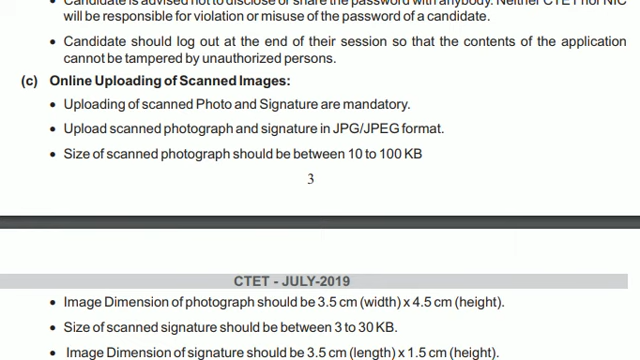 • Candidate is advised not to disclose or share the password with anybody. Neither CTET nor NIC
will be responsible for violation or misuse of the password of a candidate.
• Candidate should log out at the end of their session so that the contents of the application
cannot be tampered by unauthorized persons.
(c) Online Uploading of Scanned Images:
• Uploading of scanned Photo and Signature are mandatory.
• Upload scanned photograph and signature in JPG/JPEG format.
• Size of scanned photograph should be between 10 to 100 KB
3
CTET - JULY-2019
• Image Dimension of photograph should be 3.5 cm (width) x 4.5 cm (height).
• Size of scanned signature should be between 3 to 30 KB.
• Image Dimension of signature should be 3.5 cm (length) x 1.5 cm (height).